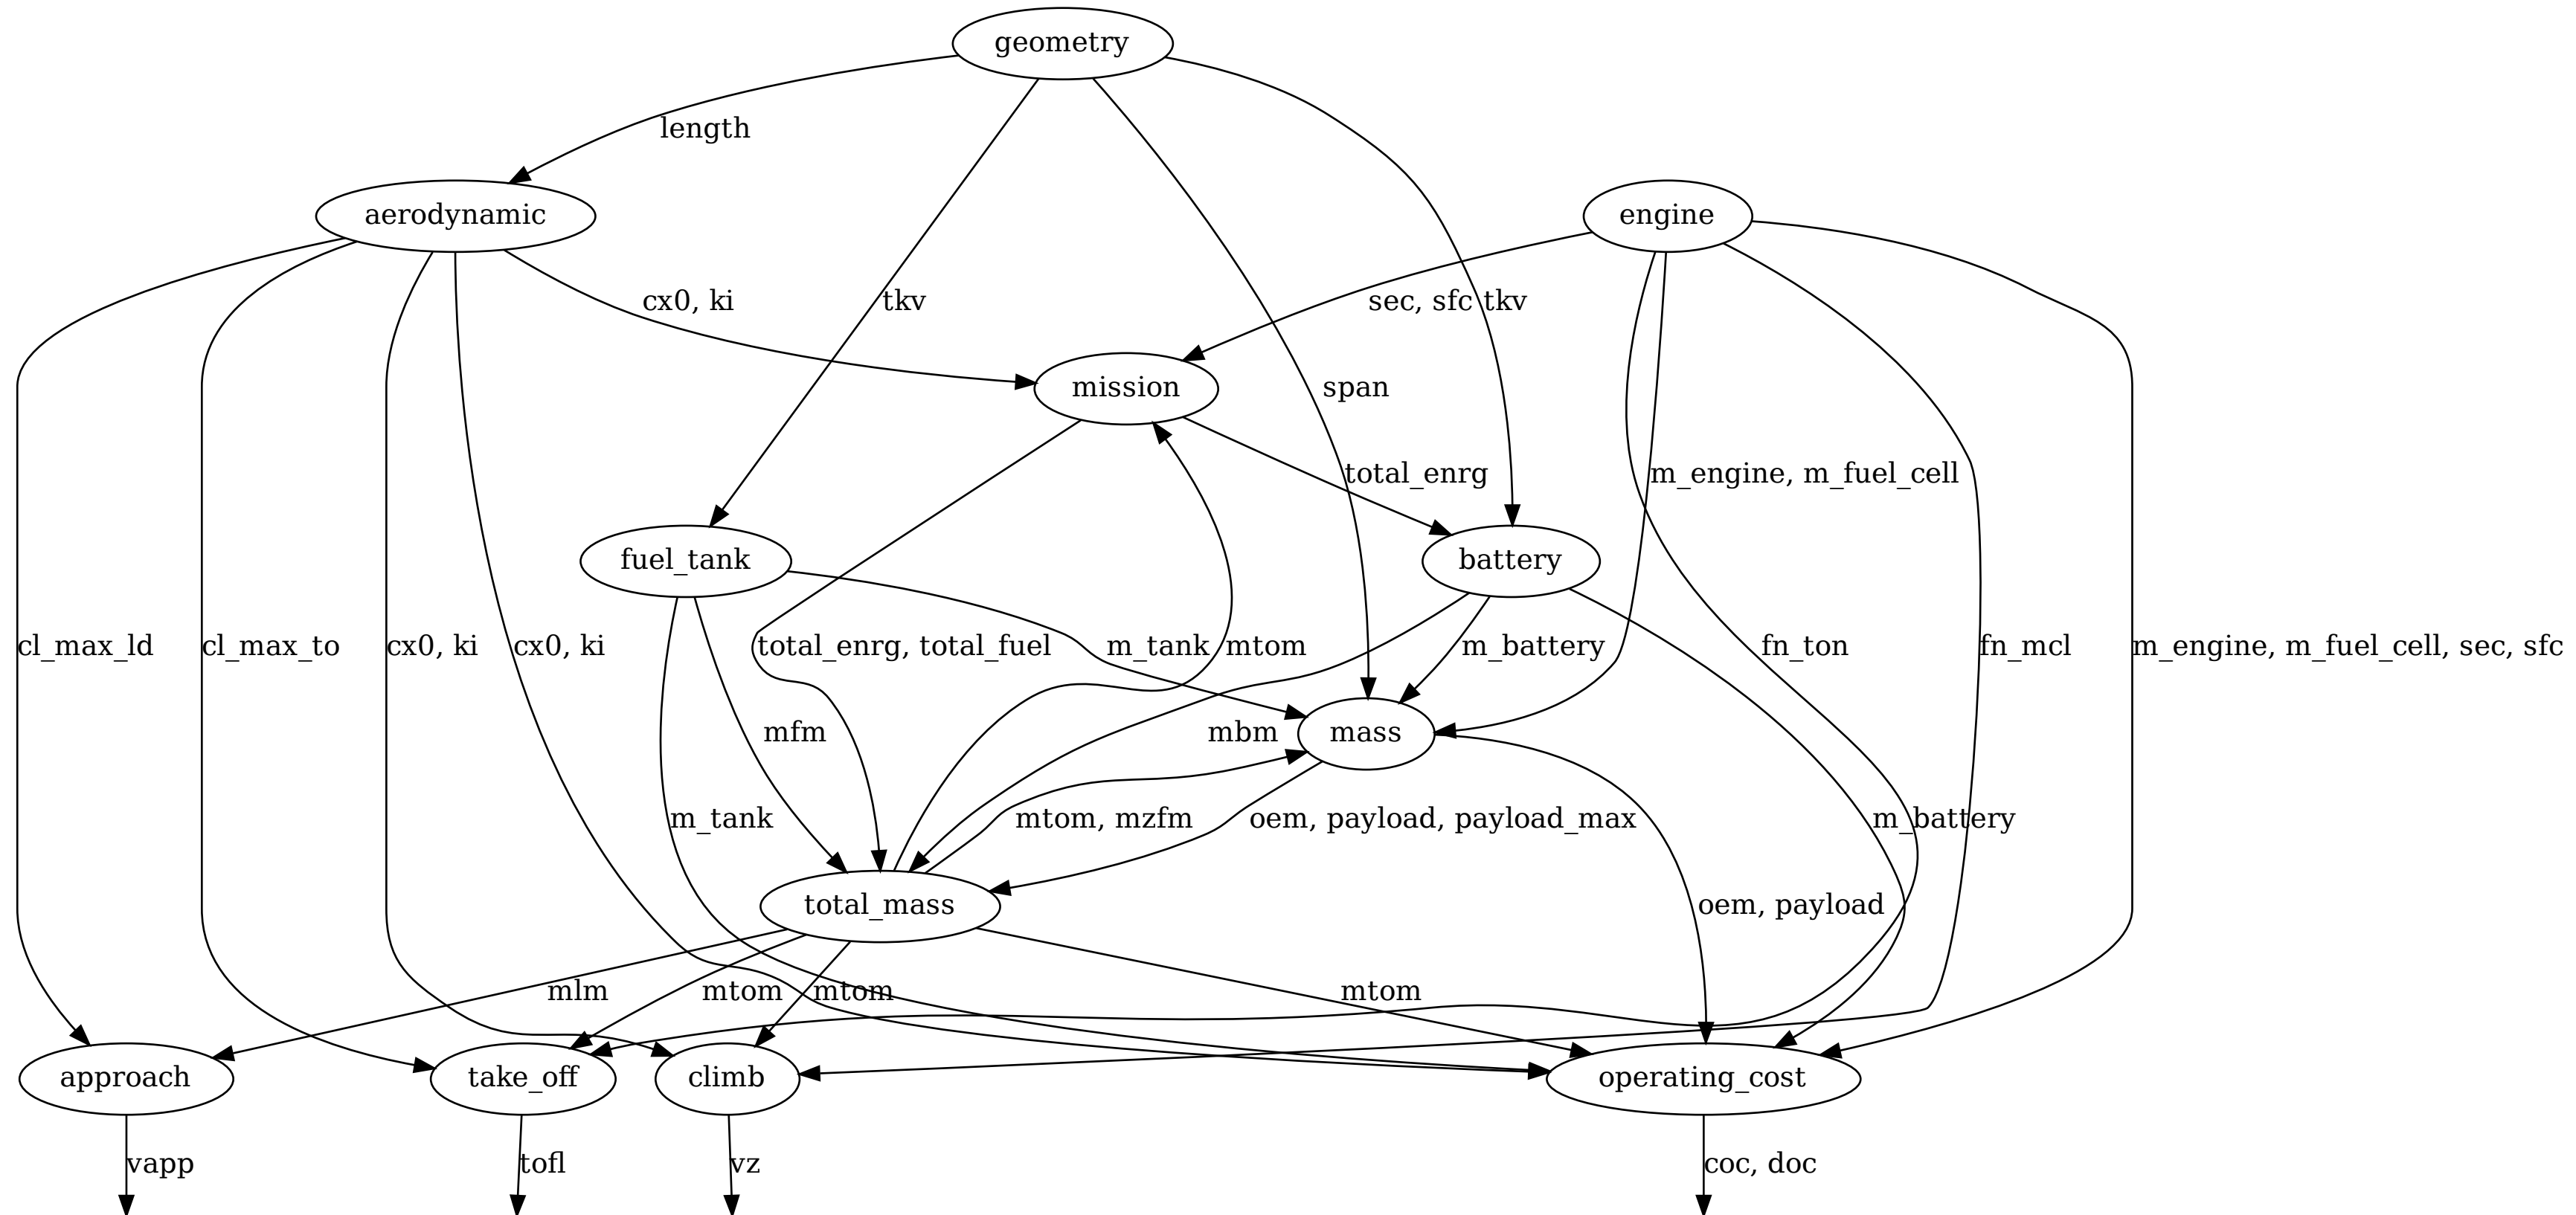 geometry
length
aerodynamic
engine
cx0, ki
tkv
sec, sfc
tkv
mission
span
total_enrg
m_engine, m_fuel_cell
fuel_tank
battery
cl_max_ld
cl_max_to
cx0, ki
cx0, ki
total_enrg, total_fuel
m_tank
mtom
m_battery
fn_ton
fn_mcl
m_engine, m_fuel_cell, sec, sfc
mfm
mbm
mass
m_tank
mtom, mzfm
oem, payload, payload_max
m_battery
total_mass
oem, payload
mlm
mtom
mtom
mtom
approach
take_off
climb
operating_cost
vapp
tofl
vz
coc, doc